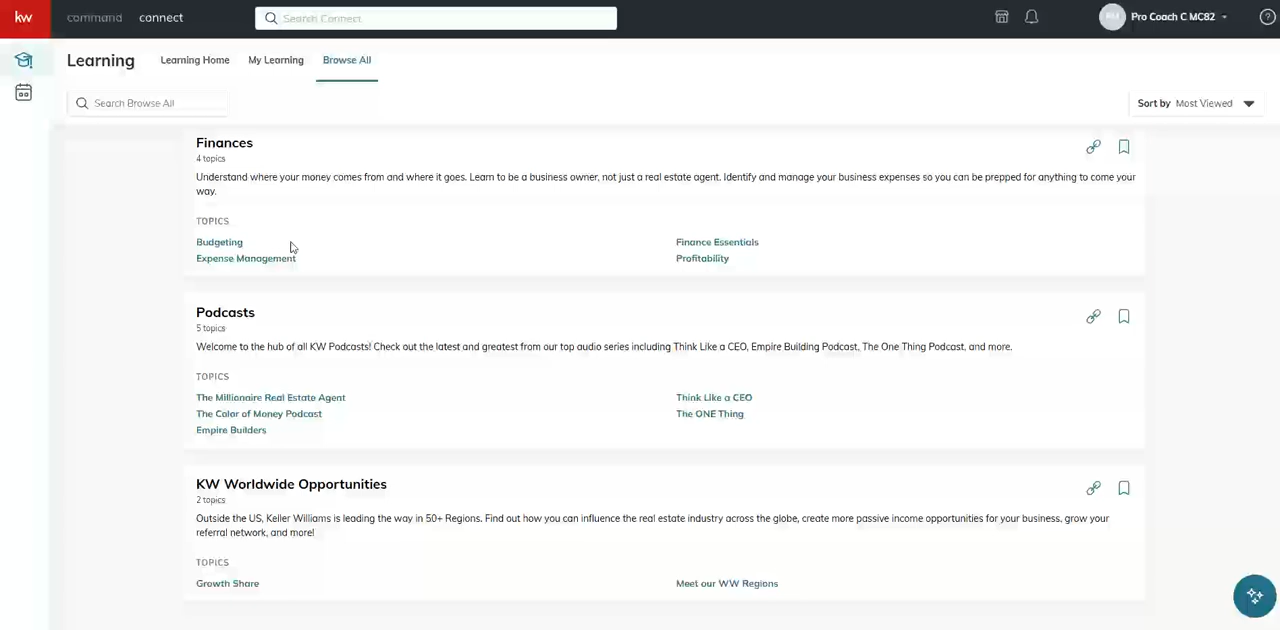 kw command connect Search Connect Pro Coach C MC82
Learning Learning Home My Learning Browse All
Search Browse All Sort by Most Viewed
Finances
4 topics
Understand where your money comes from and where it goes. Learn to be a business owner, not just a real estate agent. Identify and manage your business expenses so you can be prepped for anything to come your
way.
TOPICS
Budgeting Finance Essentials
Expense Management Profitability
Podcasts
5 topics
Welcome to the hub of all KW Podcasts! Check out the latest and greatest from our top audio series including Think Like a CEO, Empire Building Podcast, The One Thing Podcast, and more.
TOPICS
The Millionaire Real Estate Agent Think Like a CEO
The Color of Money Podcast The ONE Thing
Empire Builders
KW Worldwide Opportunities
2 topics
Outside the US, Keller Williams is leading the way in 50+ Regions. Find out how you can influence the real estate industry across the globe, create more passive income opportunities for your business, grow your
referral network, and more!
TOPICS
Growth Share Meet our WW Regions